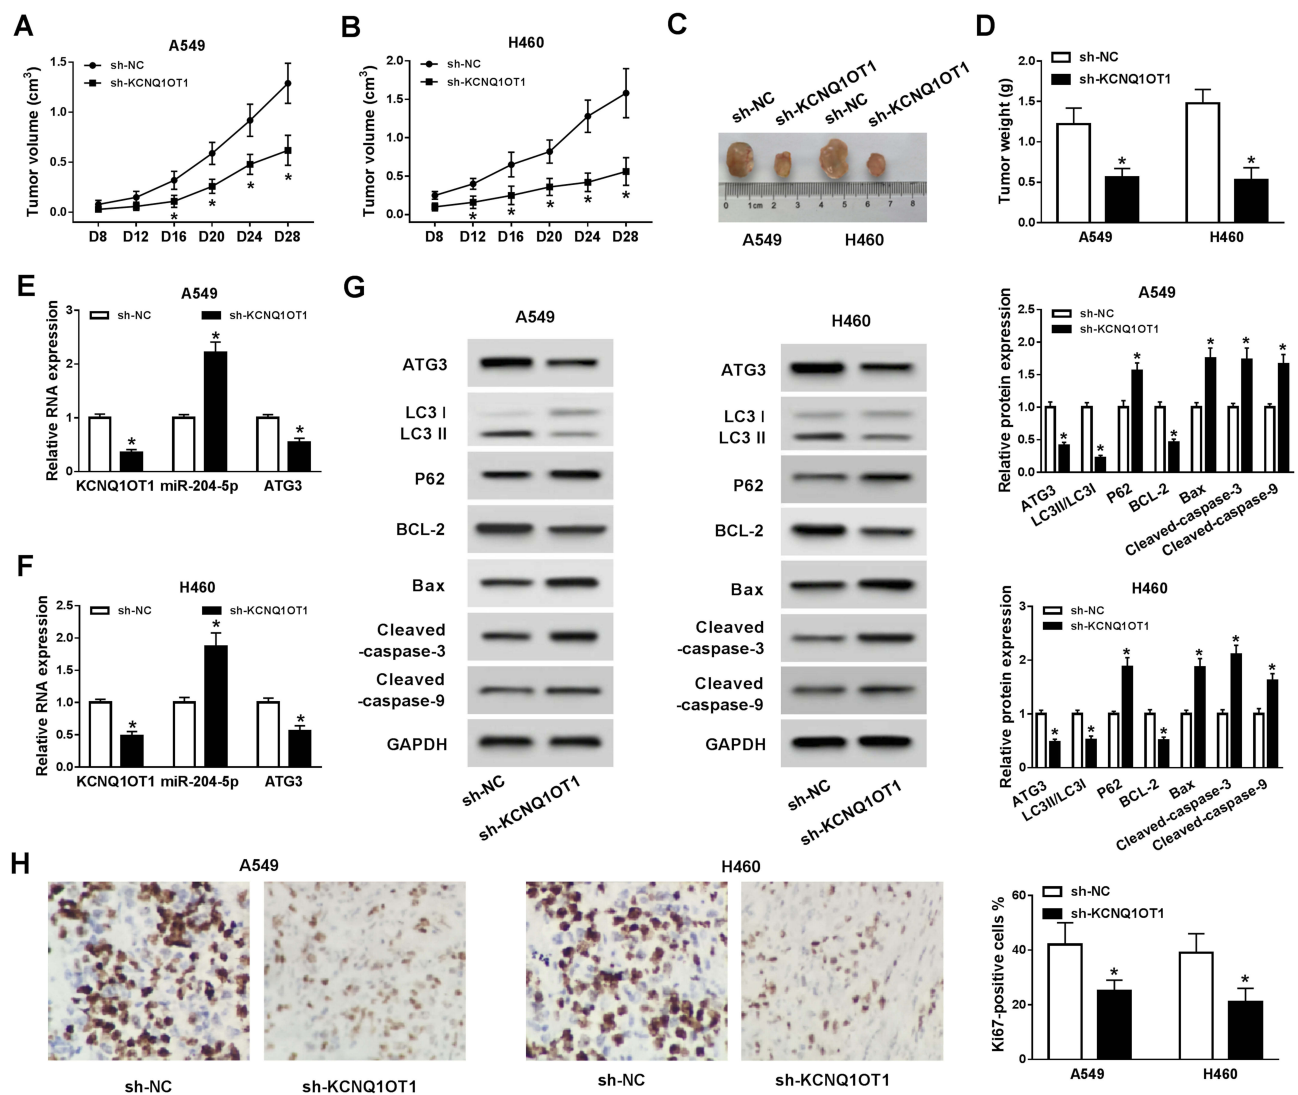 A
A549
sh-NC
sh-KCNQ1OT1
Tumor volume (cm3)
1.5
1.0
0.5
0.0
D8 D12 D16 D20 D24 D28
* * * *
B
H460
sh-NC
sh-KCNQ1OT1
Tumor volume (cm3)
2.0
1.5
1.0
0.5
0.0
D8 D12 D16 D20 D24 D28
* * * * *
C
sh-NC
sh-KCNQ1OT1
sh-NC
sh-KCNQ1OT1
0 1cm 2 3 4 5 6 7 8
A549 H460
D
sh-NC
sh-KCNQ1OT1
Tumor weight (g)
2.0
1.5
1.0
0.5
0.0
* *
A549 H460
E
A549
sh-NC sh-KCNQ1OT1
Relative RNA expression
3
2
1
0
* * *
KCNQ1OT1 miR-204-5p ATG3
F
H460
sh-NC sh-KCNQ1OT1
Relative RNA expression
2.5
2.0
1.5
1.0
0.5
0.0
* * *
KCNQ1OT1 miR-204-5p ATG3
G
A549
ATG3
LC3 I
LC3 II
P62
BCL-2
Bax
Cleaved
-caspase-3
Cleaved
-caspase-9
GAPDH
sh-NC
sh-KCNQ1OT1
H460
ATG3
LC3 I
LC3 II
P62
BCL-2
Bax
Cleaved
-caspase-3
Cleaved
-caspase-9
GAPDH
sh-NC
sh-KCNQ1OT1
A549
sh-NC
sh-KCNQ1OT1
Relative protein expression
2.5
2.0
1.5
1.0
0.5
0.0
* * * * * * *
ATG3
LC3II/LC3I
P62
BCL-2
Bax
Cleaved-caspase-3
Cleaved-caspase-9
H460
sh-NC
sh-KCNQ1OT1
Relative protein expression
3
2
1
0
* * * * * * *
ATG3
LC3II/LC3I
P62
BCL-2
Bax
Cleaved-caspase-3
Cleaved-caspase-9
H
A549 H460
sh-NC sh-KCNQ1OT1 sh-NC sh-KCNQ1OT1
sh-NC
sh-KCNQ1OT1
Ki67-positive cells %
60
40
20
0
* *
A549 H460